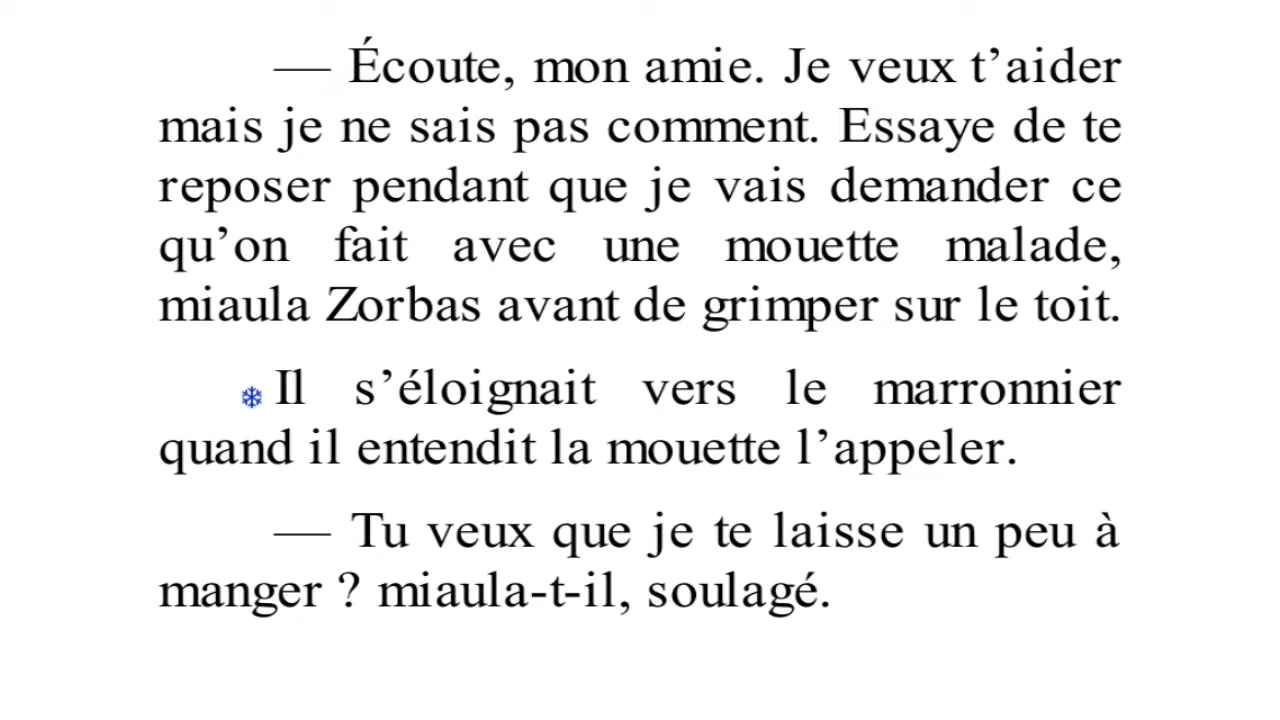 — Écoute, mon amie. Je veux t’aider
mais je ne sais pas comment. Essaye de te
reposer pendant que je vais demander ce
qu’on fait avec une mouette malade,
miaula Zorbas avant de grimper sur le toit.
Il s’éloignait vers le marronnier
quand il entendit la mouette l’appeler.
— Tu veux que je te laisse un peu à
manger ? miaula-t-il, soulagé.